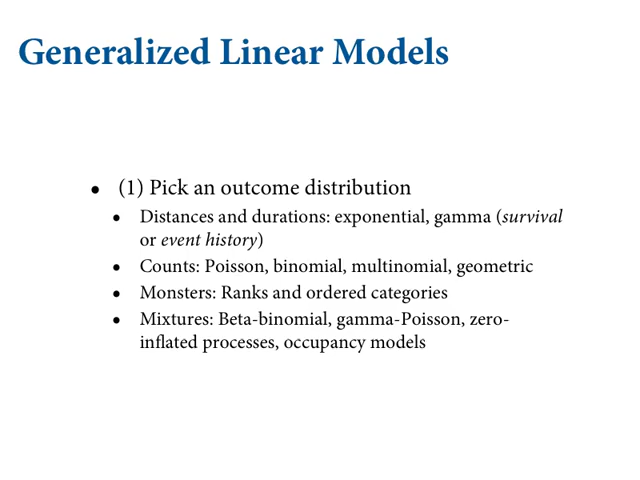 Generalized Linear Models
• (1) Pick an outcome distribution
• Distances and durations: exponential, gamma (survival
or event history)
• Counts: Poisson, binomial, multinomial, geometric
• Monsters: Ranks and ordered categories
• Mixtures: Beta-binomial, gamma-Poisson, zero-
inflated processes, occupancy models